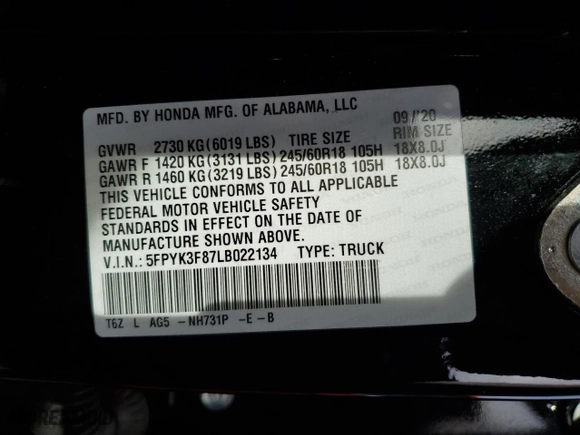 MFD. BY HONDA MFG. OF ALABAMA, LLC 09/'20
GVWR 2730 KG(6019 LBS) TIRE SIZE RIM SIZE
GAWR F 1420 KG(3131 LBS) 245/60R18 105H 18X8.0J
GAWR R 1460 KG(3219 LBS) 245/60R18 105H 18X8.0J
THIS VEHICLE CONFORMS TO ALL APPLICABLE
FEDERAL MOTOR VEHICLE SAFETY
STANDARDS IN EFFECT ON THE DATE OF
MANUFACTURE SHOWN ABOVE.
V.I.N.: 5FPYK3F87LB022134 TYPE: TRUCK
T6Z L AG5 -NH731P -E-B